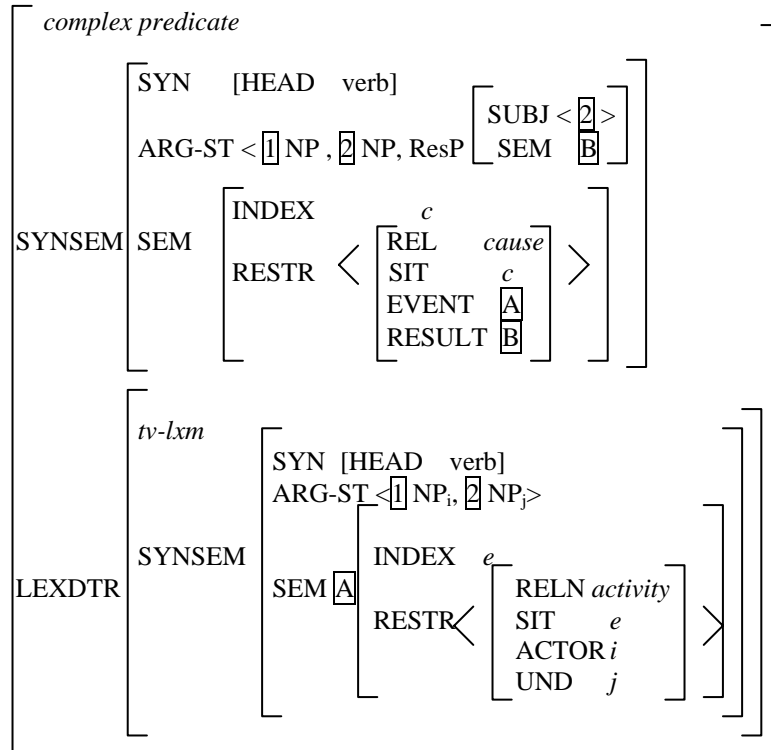 complex predicate
SYN [HEAD verb]
SUBJ < 2 >
ARG-ST < 1 NP , 2 NP, ResP SEM B
INDEX c
SYNSEM SEM REL cause
RESTR < SIT c >
EVENT A
RESULT B
tv-lxm
SYN [HEAD verb]
ARG-ST <1 NPi, 2 NPj>
SYNSEM INDEX e
LEXDTR SEM A RELN activity
RESTR < SIT e >
ACTOR i
UND j